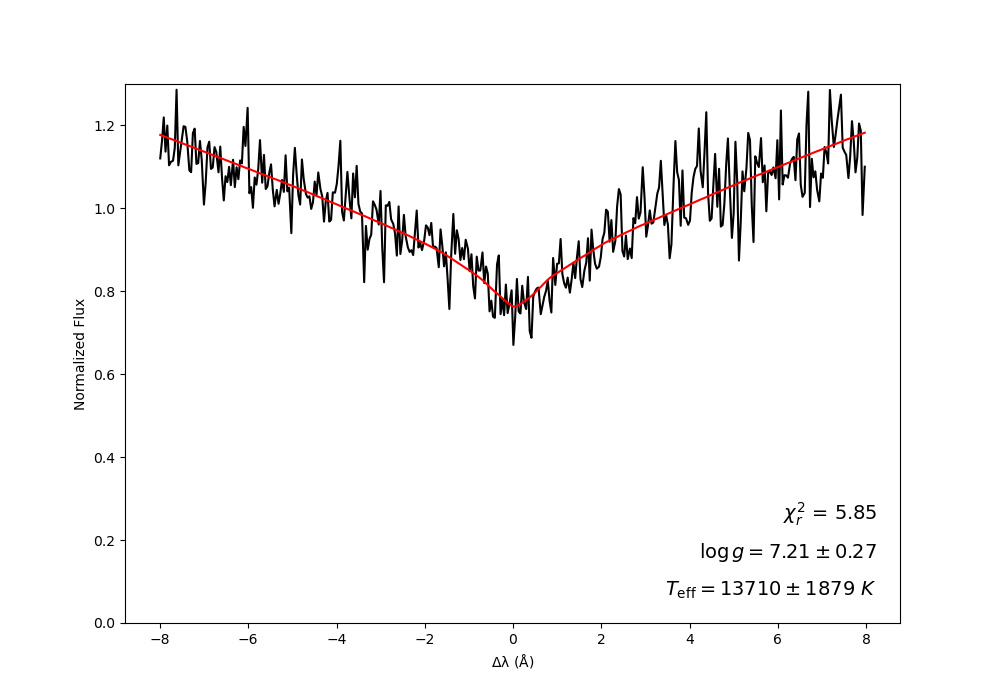 1.2
1.0
0.8
0.6
0.4
0.2
0.0
Normalized Flux
χ²ᵣ = 5.85
log g = 7.21 ± 0.27
T_eff = 13710 ± 1879 K
−8 −6 −4 −2 0 2 4 6 8
Δλ (Å)